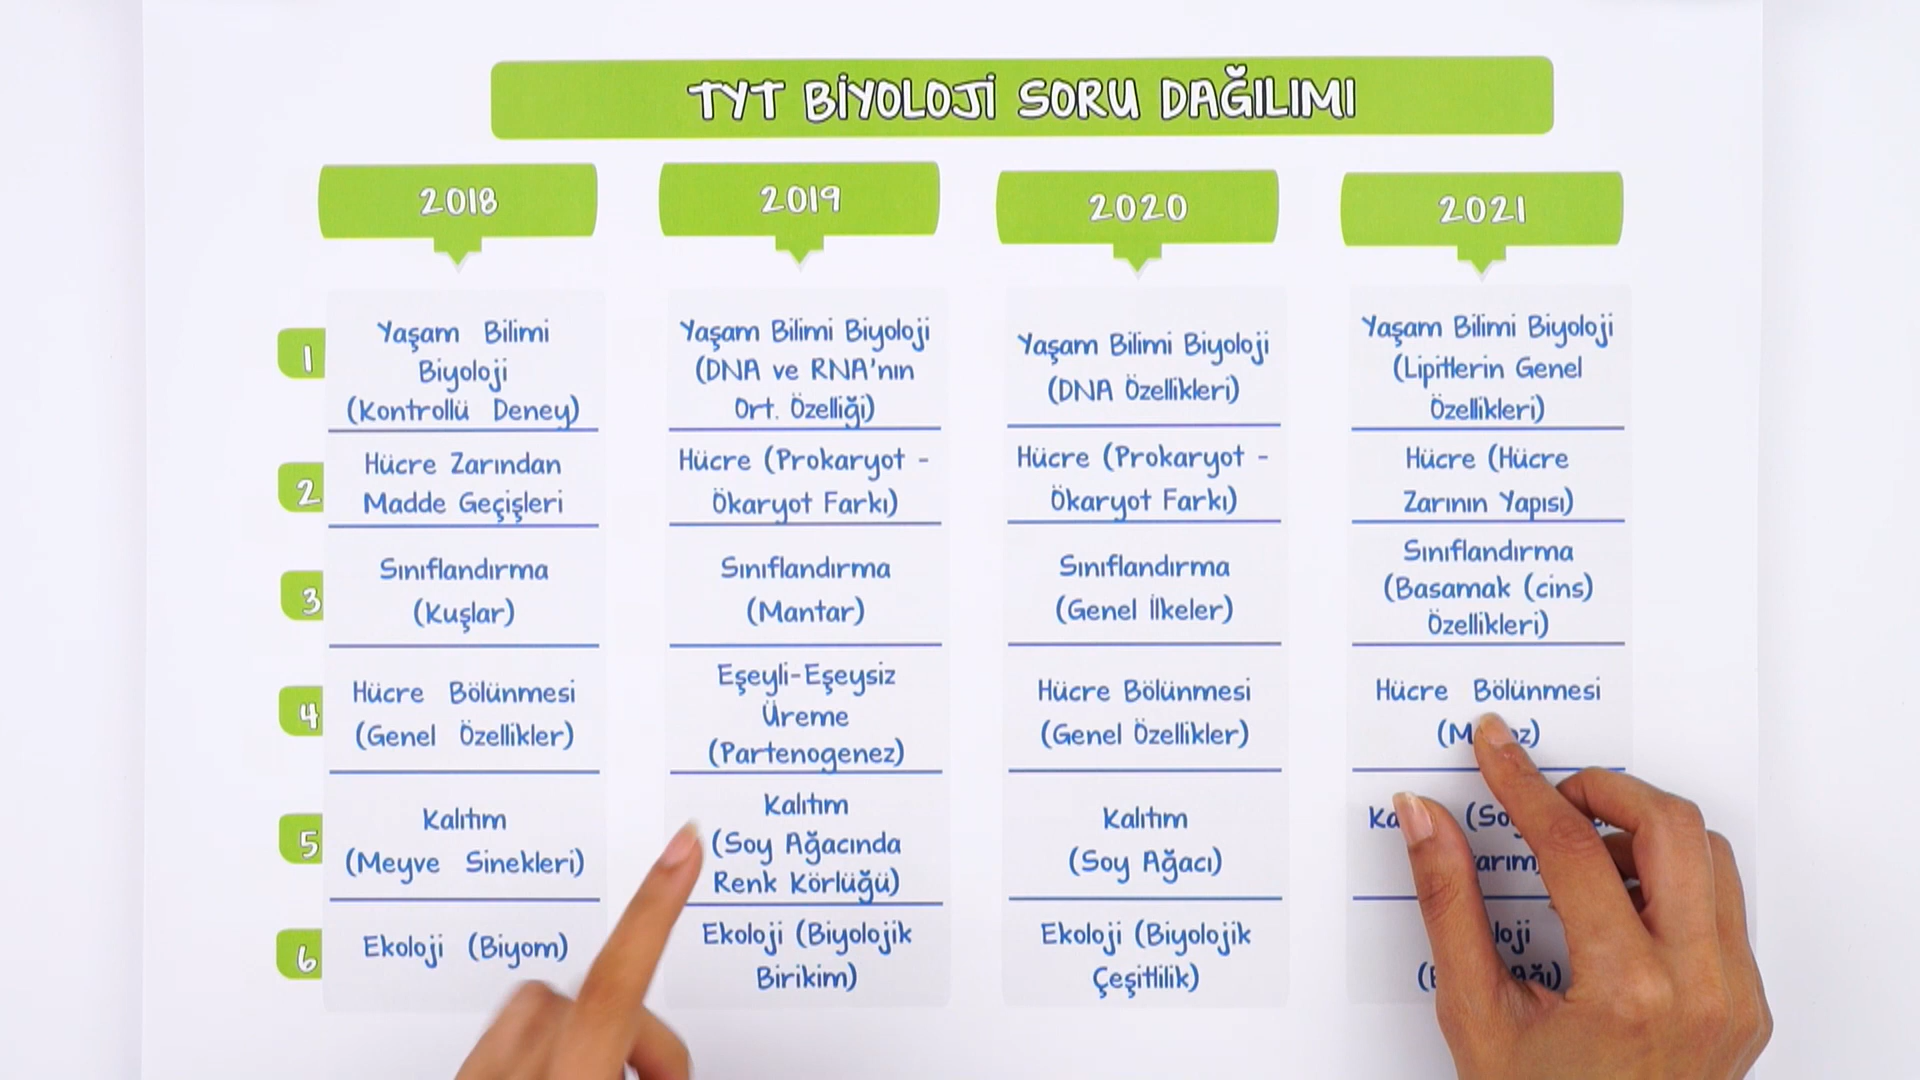 TYT BİYOLOJİ SORU DAĞILIMI
2018
2019
2020
2021
1
Yaşam Bilimi
Biyoloji
(Kontrollü Deney)
Yaşam Bilimi Biyoloji
(DNA ve RNA'nın
Ort. Özelliği)
Yaşam Bilimi Biyoloji
(DNA Özellikleri)
Yaşam Bilimi Biyoloji
(Lipitlerin Genel
Özellikleri)
2
Hücre Zarından
Madde Geçişleri
Hücre (Prokaryot -
Ökaryot Farkı)
Hücre (Prokaryot -
Ökaryot Farkı)
Hücre (Hücre
Zarının Yapısı)
3
Sınıflandırma
(Kuşlar)
Sınıflandırma
(Mantar)
Sınıflandırma
(Genel İlkeler)
Sınıflandırma
(Basamak (cins)
Özellikleri)
4
Hücre Bölünmesi
(Genel Özellikler)
Eşeyli-Eşeysiz
Üreme
(Partenogenez)
Hücre Bölünmesi
(Genel Özellikler)
Hücre Bölünmesi
5
Kalıtım
(Meyve Sinekleri)
Kalıtım
(Soy Ağacında
Renk Körlüğü)
Kalıtım
(Soy Ağacı)
6
Ekoloji (Biyom)
Ekoloji (Biyolojik
Birikim)
Ekoloji (Biyolojik
Çeşitlilik)